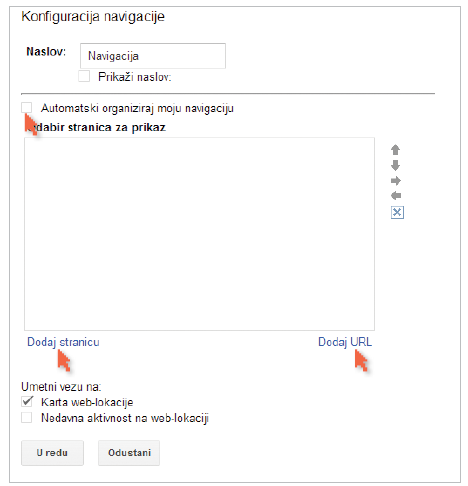 Konfiguracija navigacije
Naslov: Navigacija
Prikaži naslov:
Automatski organiziraj moju navigaciju
dabir stranica za prikaz
Dodaj stranicu Dodaj URL
Umetni vezu na:
Karta web-lokacije
Nedavna aktivnost na web-lokaciji
U redu Odustani